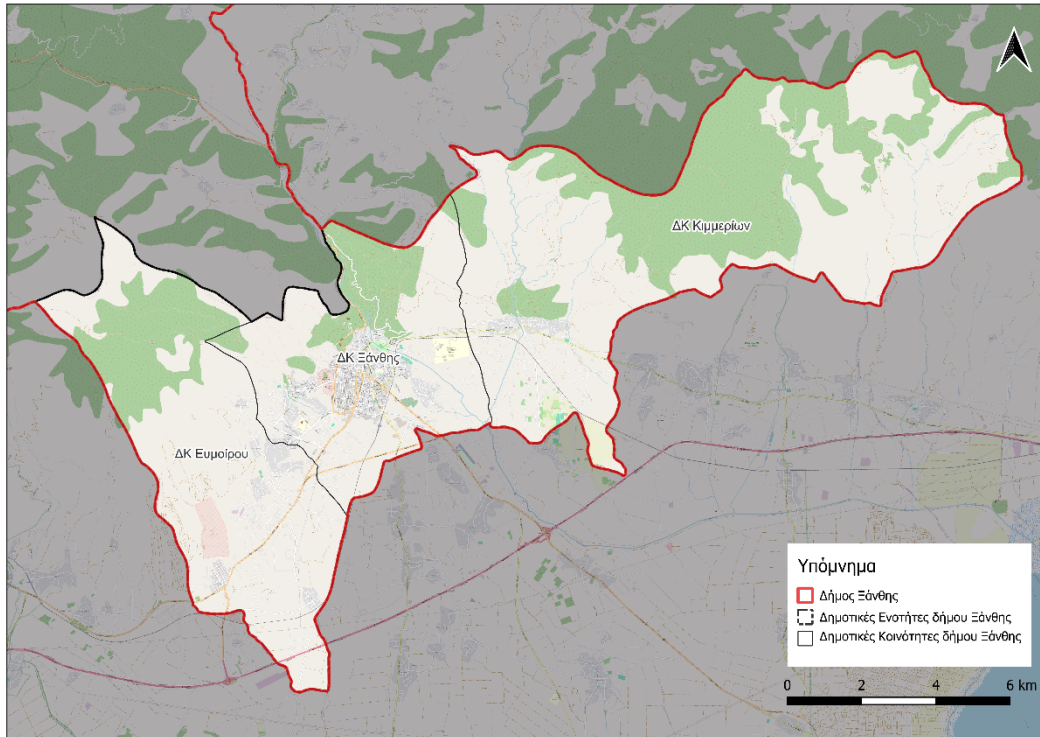 ΔΚ Κιμμερίων
ΔΚ Ξάνθης
ΔΚ Ευμοίρου
Υπόμνημα
Δήμος Ξάνθης
Δημοτικές Ενοτήτες δήμου Ξάνθης
Δημοτικές Κοινότητες δήμου Ξάνθης
0 2 4 6 km